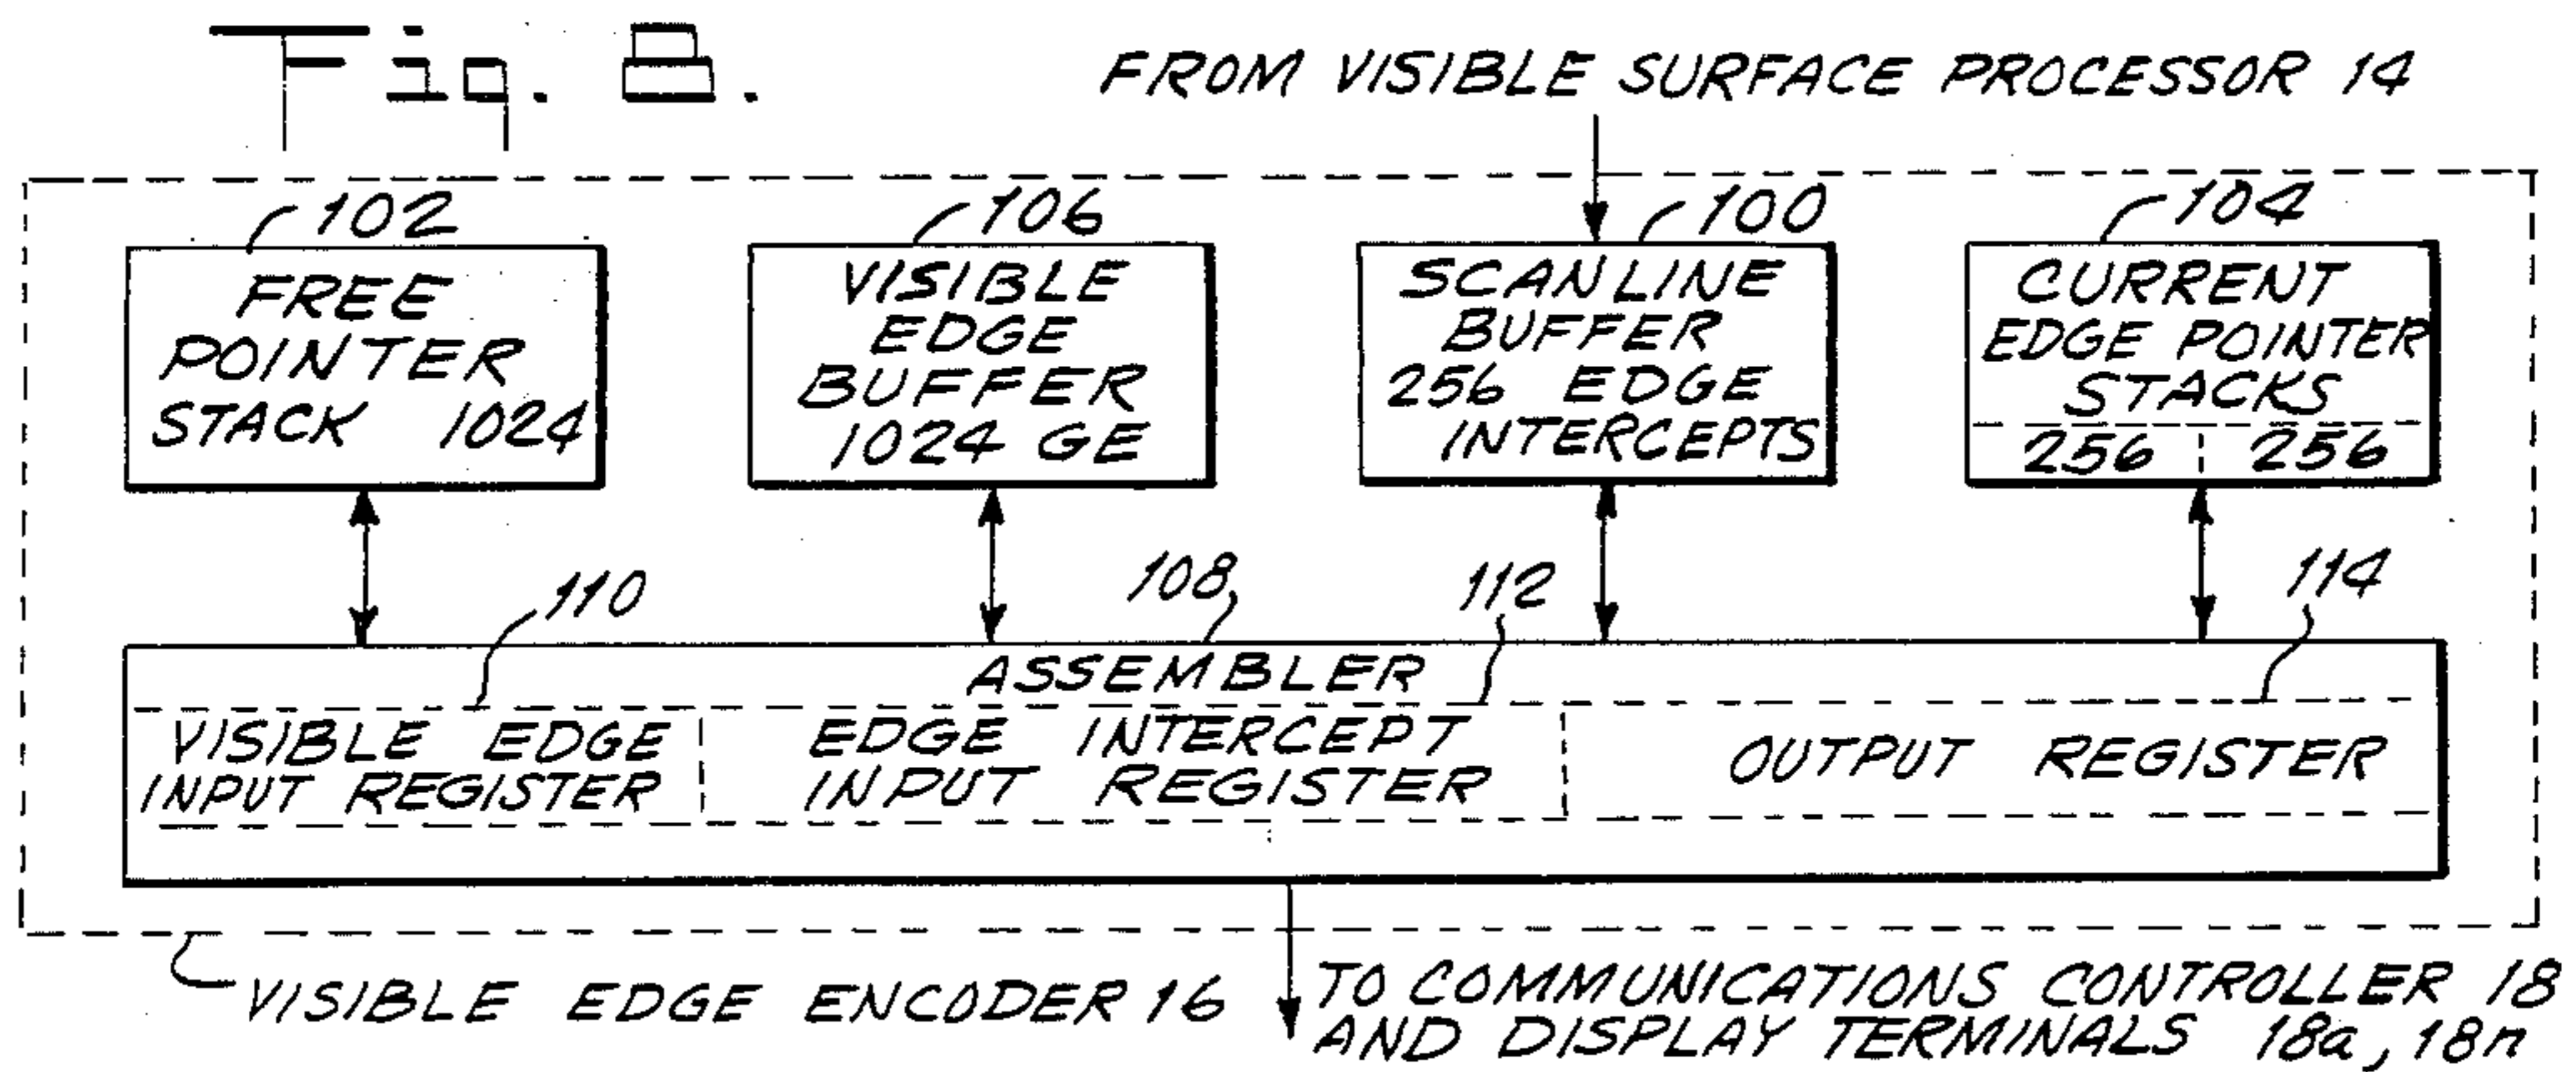 Fig. 8.
FROM VISIBLE SURFACE PROCESSOR 14
102
FREE
POINTER
STACK 1024
106
VISIBLE
EDGE
BUFFER
1024 GE
100
SCANLINE
BUFFER
256 EDGE
INTERCEPTS
104
CURRENT
EDGE POINTER
STACKS
256 256
110
108
112
114
ASSEMBLER
VISIBLE EDGE
INPUT REGISTER
EDGE INTERCEPT
INPUT REGISTER
OUTPUT REGISTER
VISIBLE EDGE ENCODER 16
TO COMMUNICATIONS CONTROLLER 18
AND DISPLAY TERMINALS 18a, 18n